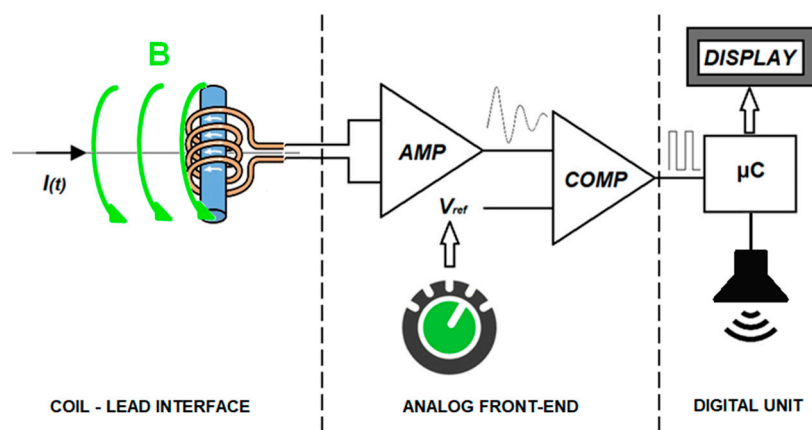 B
I(t)
AMP
Vref
COMP
µC
DISPLAY
COIL - LEAD INTERFACE
ANALOG FRONT-END
DIGITAL UNIT